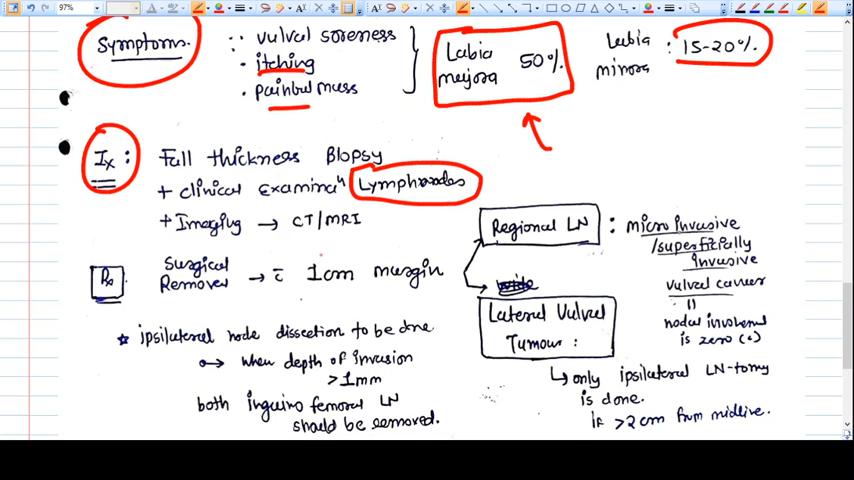 97%
Symptoms
vulval soreness
itching
painful mass
Labia
majora 50%
Labia
minora : 15-20%.
Ix : Full thickness Biopsy
+ clinical examinaⁿ Lymphnodes
+ Imaging → CT/MRI
Rx Surgical
Remover → c̄ 1cm margin
Regional LN : micro invasive
/superficially
invasive
vulval cancer
nodal involvement
is zero (0)
wide
Lateral Vulval
Tumour :
↳ only ipsilateral LN-tomy
is done.
if >2cm from midline.
☆ ipsilateral node dissection to be done
when depth of invasion
>1mm
both inguino femoral LN
should be removed.